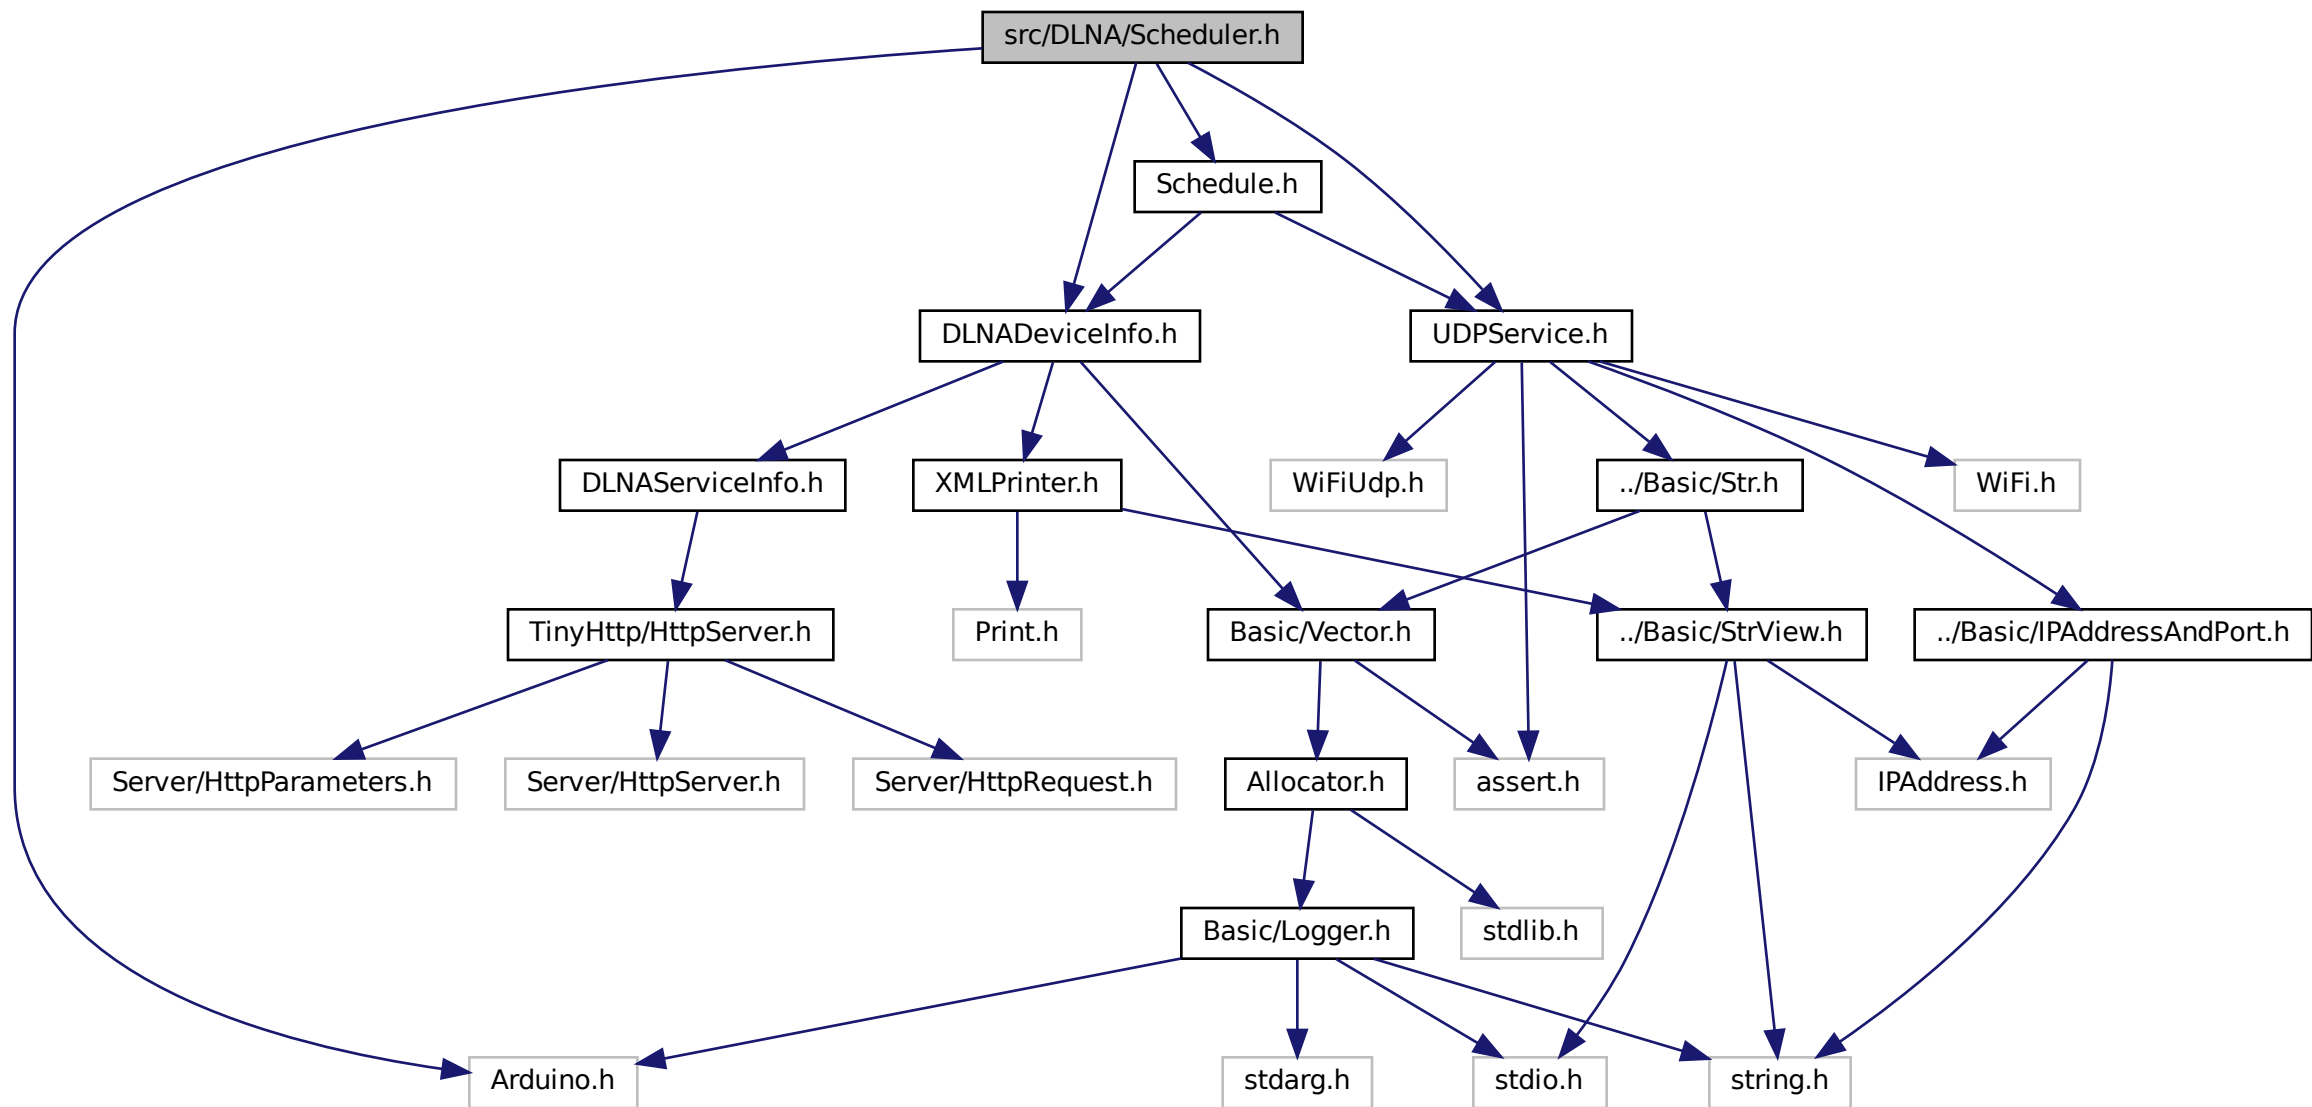 src/DLNA/Scheduler.h
Schedule.h
DLNADeviceInfo.h
UDPService.h
DLNAServiceInfo.h
XMLPrinter.h
WiFiUdp.h
../Basic/Str.h
WiFi.h
TinyHttp/HttpServer.h
Print.h
Basic/Vector.h
../Basic/StrView.h
../Basic/IPAddressAndPort.h
Server/HttpParameters.h
Server/HttpServer.h
Server/HttpRequest.h
Allocator.h
assert.h
IPAddress.h
Basic/Logger.h
stdlib.h
Arduino.h
stdarg.h
stdio.h
string.h